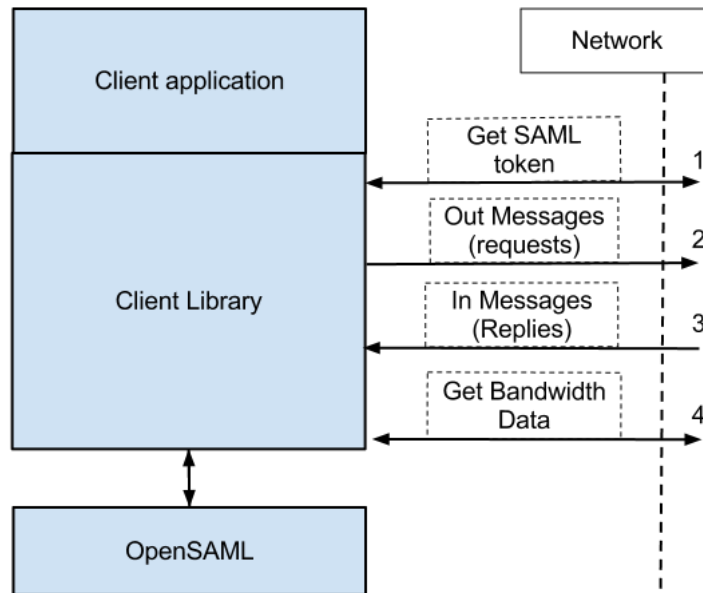 Client application
Network
Get SAML
token
1
Out Messages
(requests)
2
Client Library
In Messages
(Replies)
3
Get Bandwidth
Data
4
OpenSAML